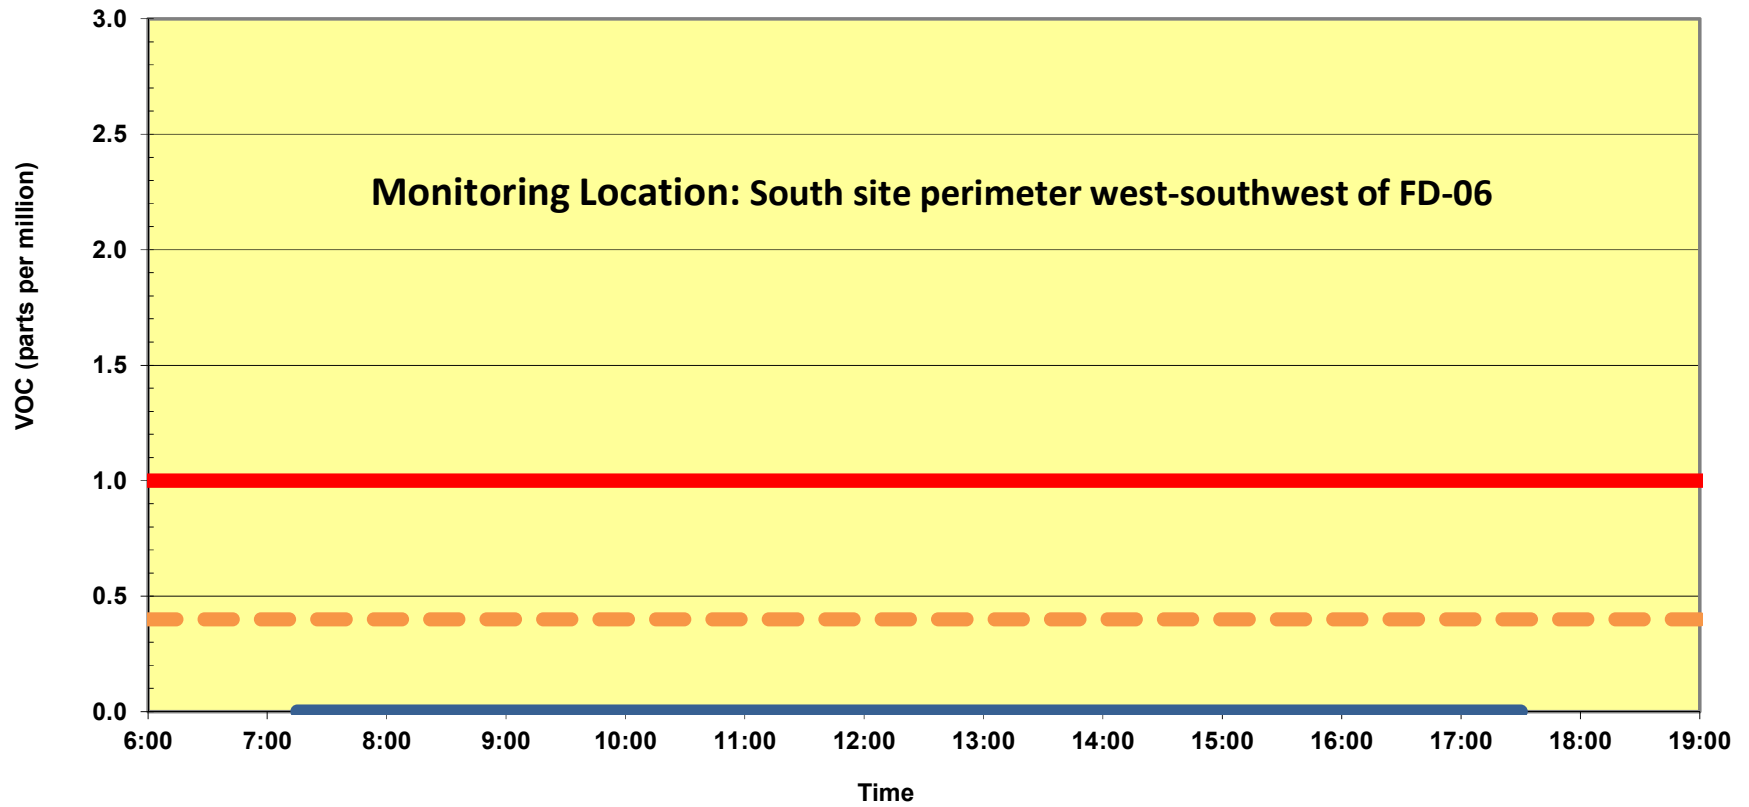 3.0
2.5
Monitoring Location: South site perimeter west-southwest of FD-06
2.0
VOC (parts per million)
1.5
1.0
0.5
0.0
6:00 7:00 8:00 9:00 10:00 11:00 12:00 13:00 14:00 15:00 16:00 17:00 18:00 19:00
Time